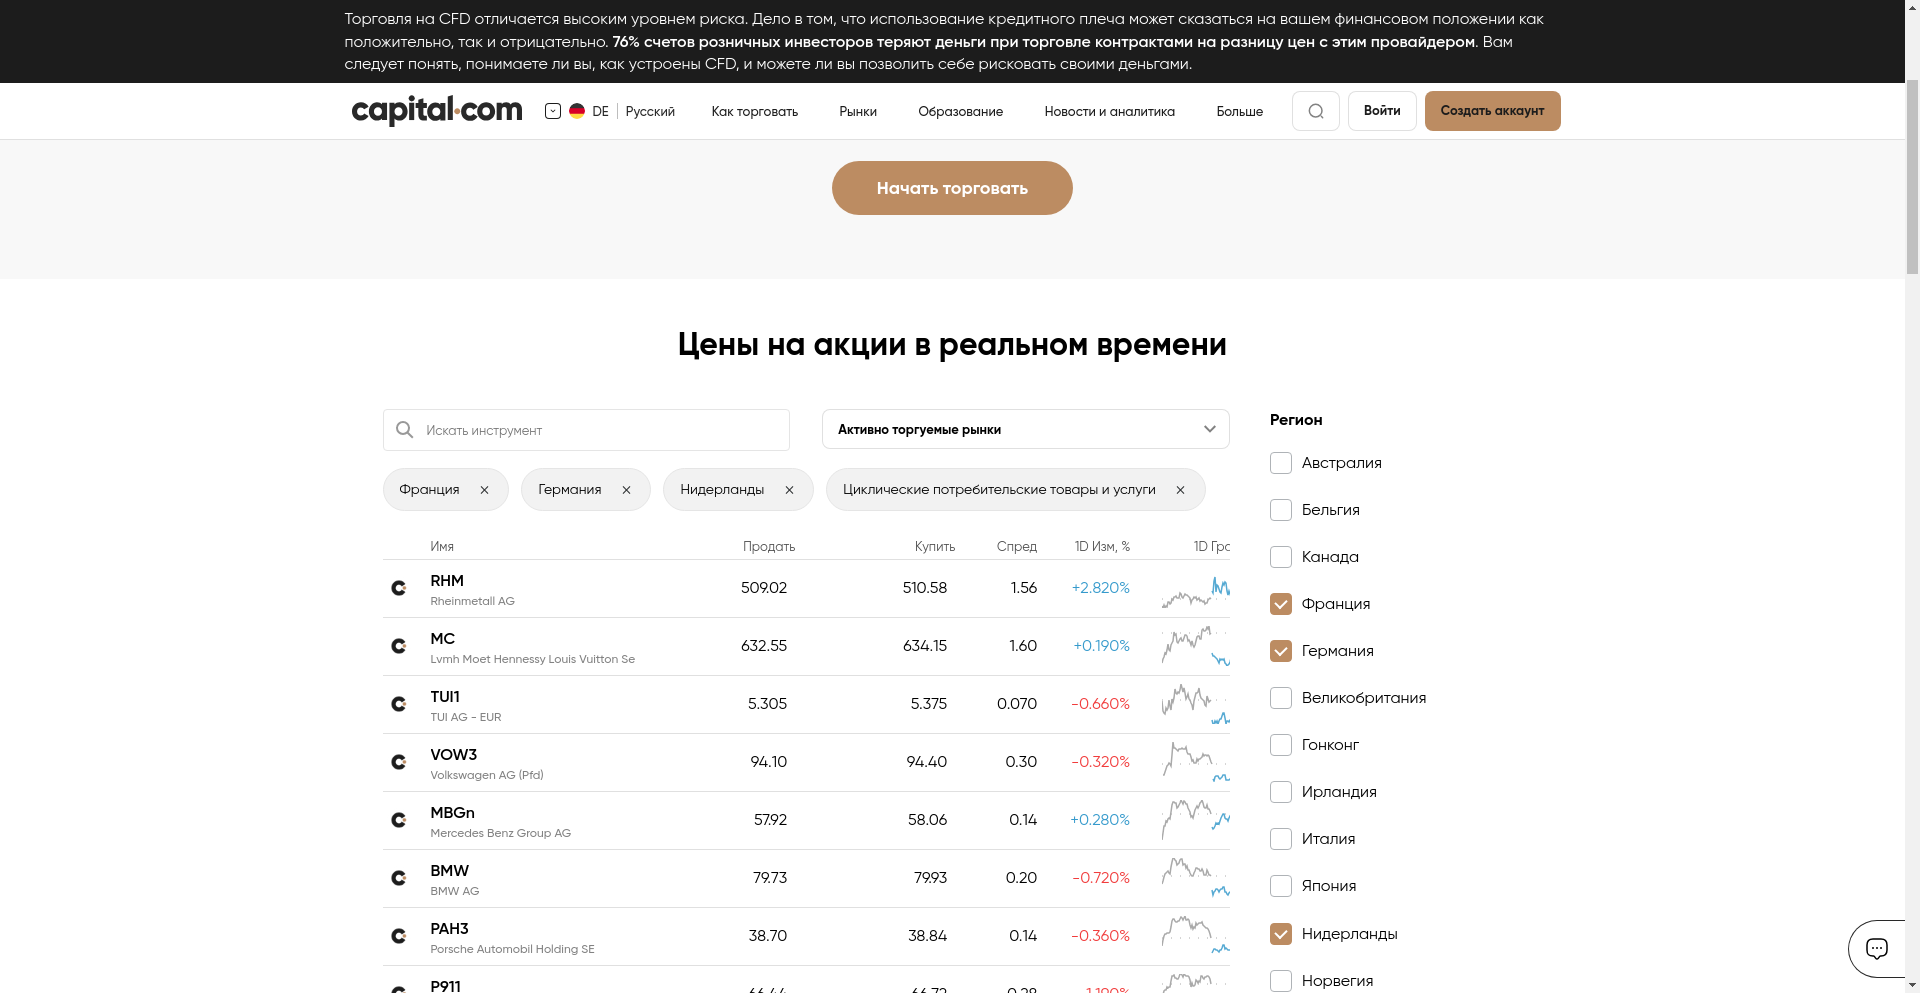 Торговля на CFD отличается высоким уровнем риска. Дело в том, что использование кредитного плеча может сказаться на вашем финансовом положении как
положительно, так и отрицательно. 76% счетов розничных инвесторов теряют деньги при торговле контрактами на разницу цен с этим провайдером. Вам
следует понять, понимаете ли вы, как устроены CFD, и можете ли вы позволить себе рисковать своими деньгами.
capital.com DE Русский Как торговать Рынки Образование Новости и аналитика Больше Войти Создать аккаунт
Начать торговать
Цены на акции в реальном времени
Искать инструмент
Активно торгуемые рынки
Франция
Германия
Нидерланды
Циклические потребительские товары и услуги
Имя Продать Купить Спред 1D Изм, %
RHM 509.02 510.58 1.56 +2.820%
Rheinmetall AG
MC 632.55 634.15 1.60 +0.190%
Lvmh Moet Hennessy Louis Vuitton Se
TUI1 5.305 5.375 0.070 -0.660%
TUI AG - EUR
VOW3 94.10 94.40 0.30 -0.320%
Volkswagen AG (Pfd)
MBGn 57.92 58.06 0.14 +0.280%
Mercedes Benz Group AG
BMW 79.73 79.93 0.20 -0.720%
BMW AG
PAH3 38.70 38.84 0.14 -0.360%
Porsche Automobil Holding SE
P911
Регион
Австралия
Бельгия
Канада
Франция
Германия
Великобритания
Гонконг
Ирландия
Италия
Япония
Нидерланды
Норвегия